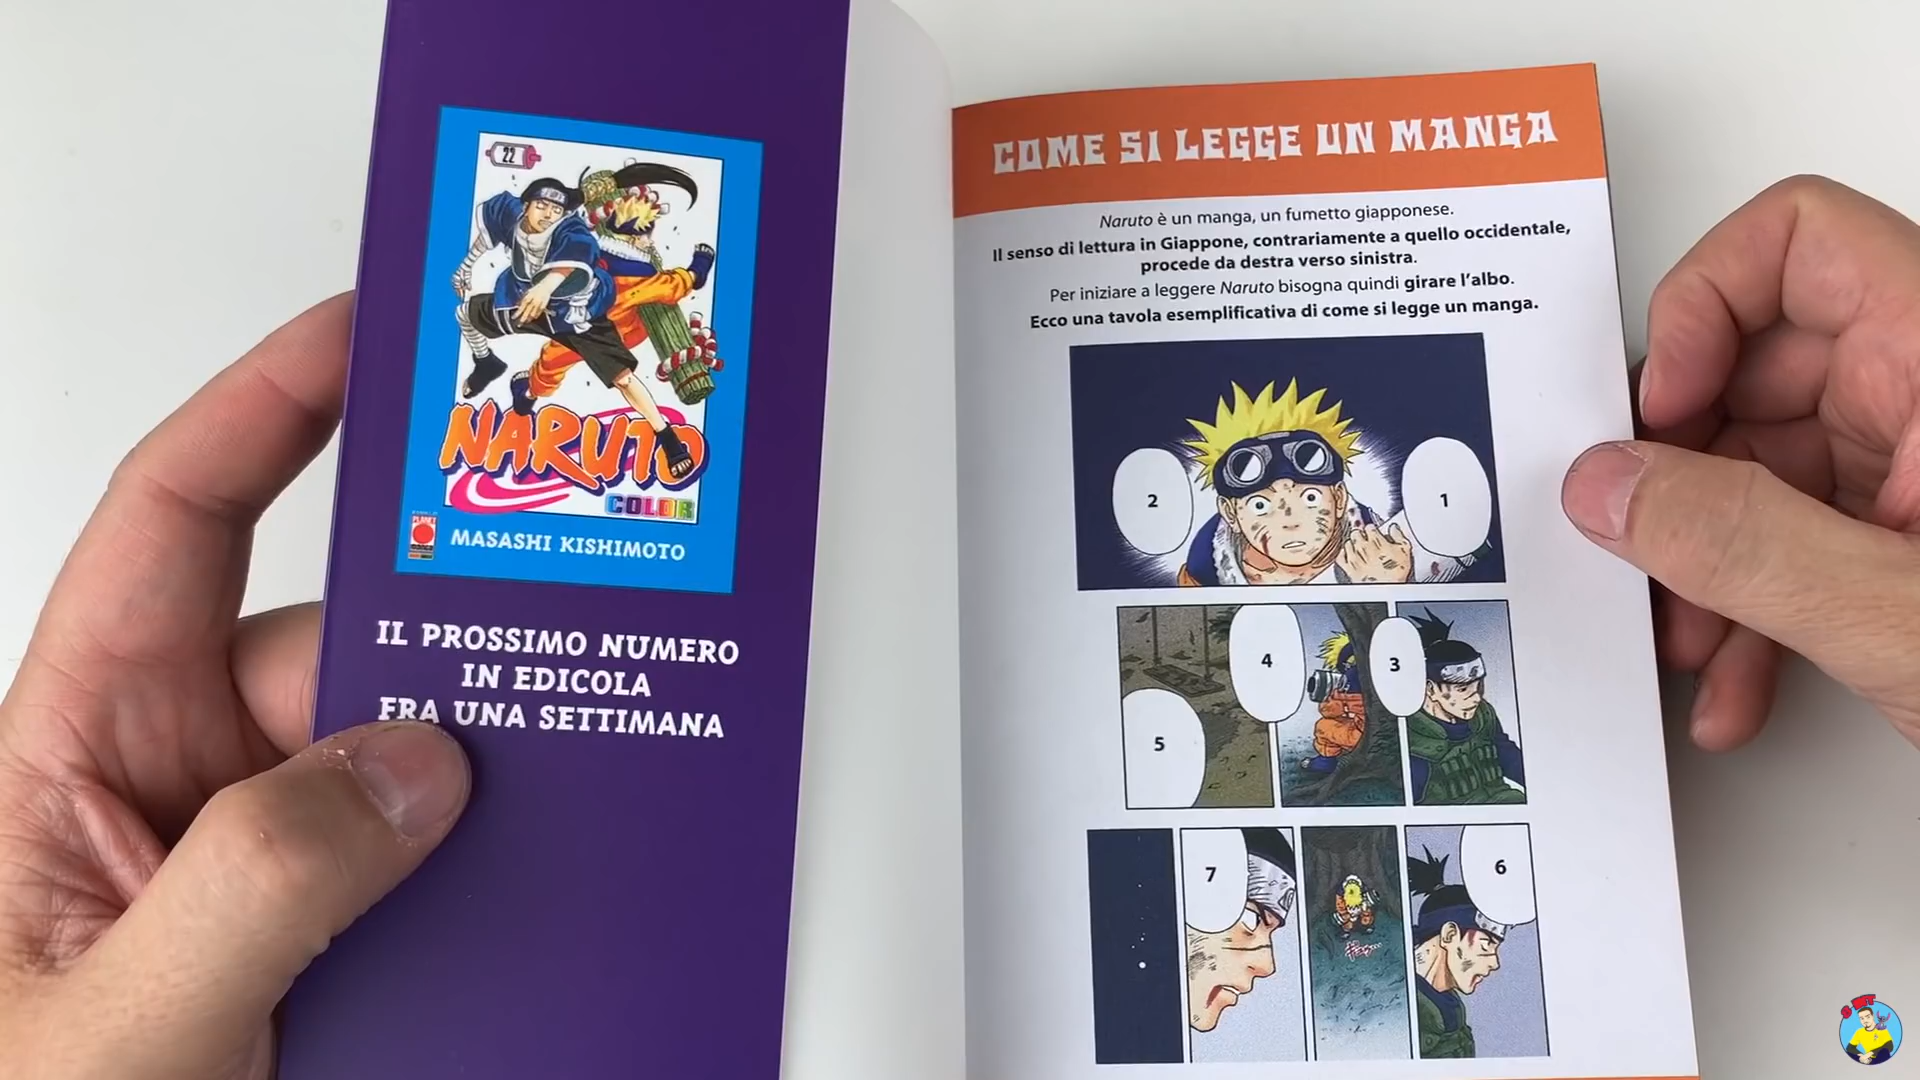 22
NARUTO
COLOR
PLANET
MASASHI KISHIMOTO
IL PROSSIMO NUMERO
IN EDICOLA
FRA UNA SETTIMANA
COME SI LEGGE UN MANGA
Naruto è un manga, un fumetto giapponese.
Il senso di lettura in Giappone, contrariamente a quello occidentale,
procede da destra verso sinistra.
Per iniziare a leggere Naruto bisogna quindi girare l'albo.
Ecco una tavola esemplificativa di come si legge un manga.
1
2
3
4
5
6
7